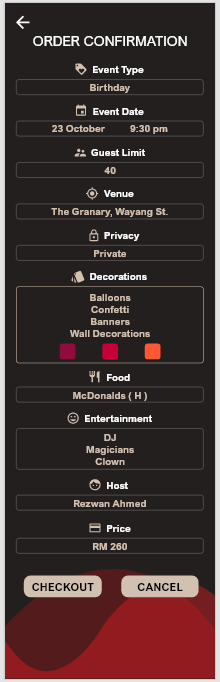 ORDER CONFIRMATION
Event Type
Birthday
Event Date
23 October 9:30 pm
Guest Limit
40
Venue
The Granary, Wayang St.
Privacy
Private
Decorations
Balloons
Confetti
Banners
Wall Decorations
Food
McDonalds ( H )
Entertainment
DJ
Magicians
Clown
Host
Rezwan Ahmed
Price
RM 260
CHECKOUT CANCEL